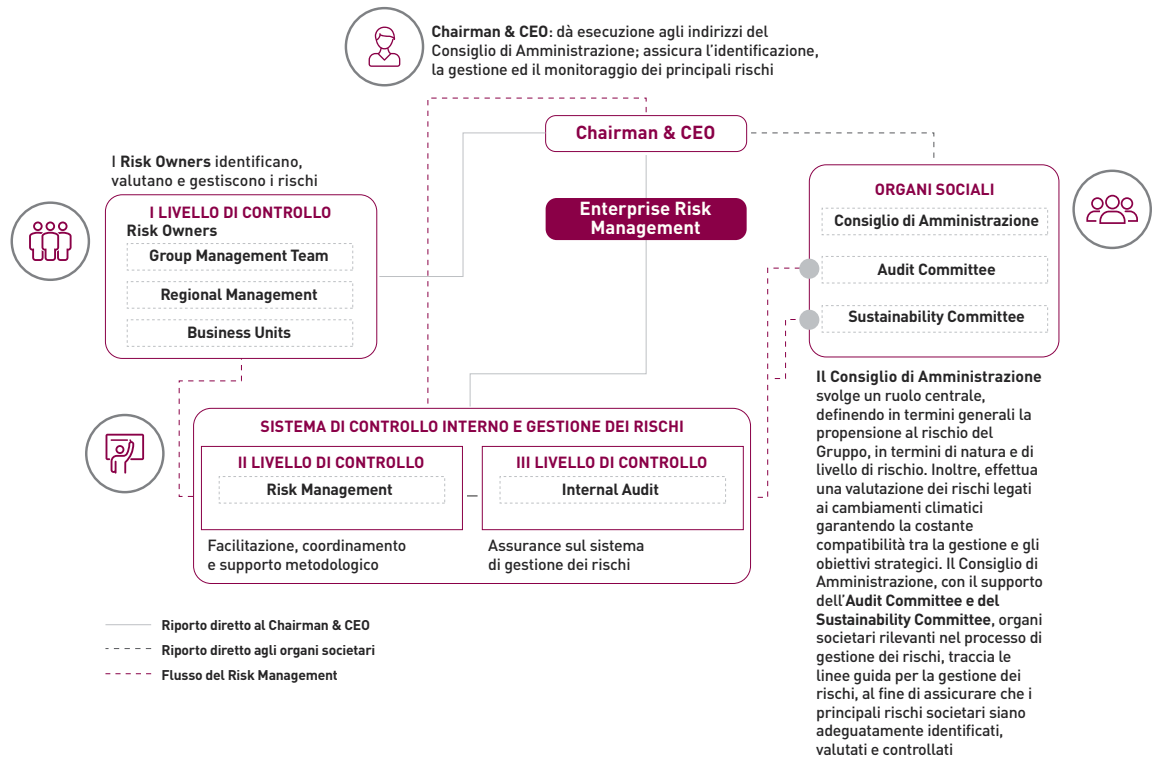 Chairman & CEO: dà esecuzione agli indirizzi del
Consiglio di Amministrazione; assicura l'identificazione,
la gestione ed il monitoraggio dei principali rischi
Chairman & CEO
Enterprise Risk
Management
I Risk Owners identificano,
valutano e gestiscono i rischi
I LIVELLO DI CONTROLLO
Risk Owners
Group Management Team
Regional Management
Business Units
ORGANI SOCIALI
Consiglio di Amministrazione
Audit Committee
Sustainability Committee
Il Consiglio di Amministrazione
svolge un ruolo centrale,
definendo in termini generali la
propensione al rischio del
Gruppo, in termini di natura e di
livello di rischio. Inoltre, effettua
una valutazione dei rischi legati
ai cambiamenti climatici
garantendo la costante
compatibilità tra la gestione e gli
obiettivi strategici. Il Consiglio di
Amministrazione, con il supporto
dell'Audit Committee e del
Sustainability Committee, organi
societari rilevanti nel processo di
gestione dei rischi, traccia le
linee guida per la gestione dei
rischi, al fine di assicurare che i
principali rischi societari siano
adeguatamente identificati,
valutati e controllati
SISTEMA DI CONTROLLO INTERNO E GESTIONE DEI RISCHI
II LIVELLO DI CONTROLLO
Risk Management
Facilitazione, coordinamento
e supporto metodologico
III LIVELLO DI CONTROLLO
Internal Audit
Assurance sul sistema
di gestione dei rischi
Riporto diretto al Chairman & CEO
Riporto diretto agli organi societari
Flusso del Risk Management